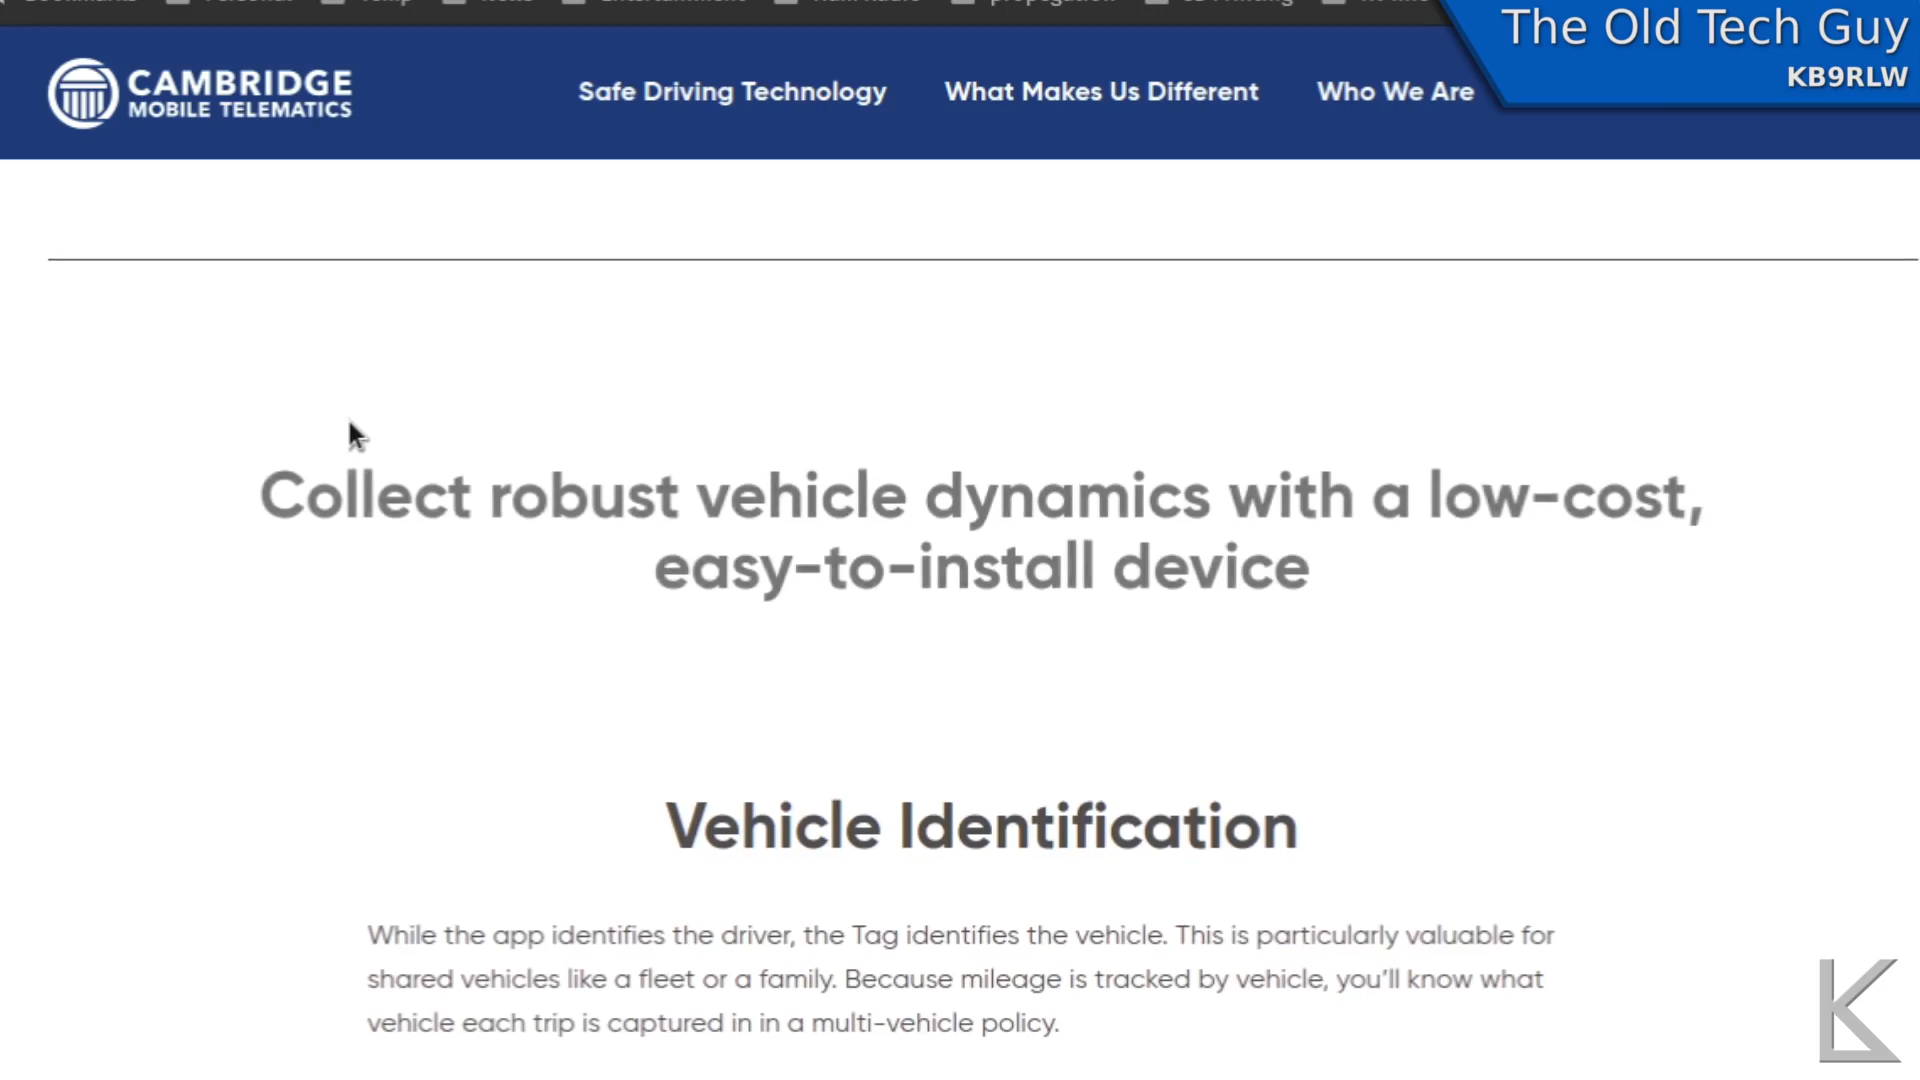 The Old Tech Guy
KB9RLW
CAMBRIDGE
MOBILE TELEMATICS
Safe Driving Technology
What Makes Us Different
Who We Are
Collect robust vehicle dynamics with a low-cost,
easy-to-install device
Vehicle Identification
While the app identifies the driver, the Tag identifies the vehicle. This is particularly valuable for
shared vehicles like a fleet or a family. Because mileage is tracked by vehicle, you'll know what
vehicle each trip is captured in in a multi-vehicle policy.
K